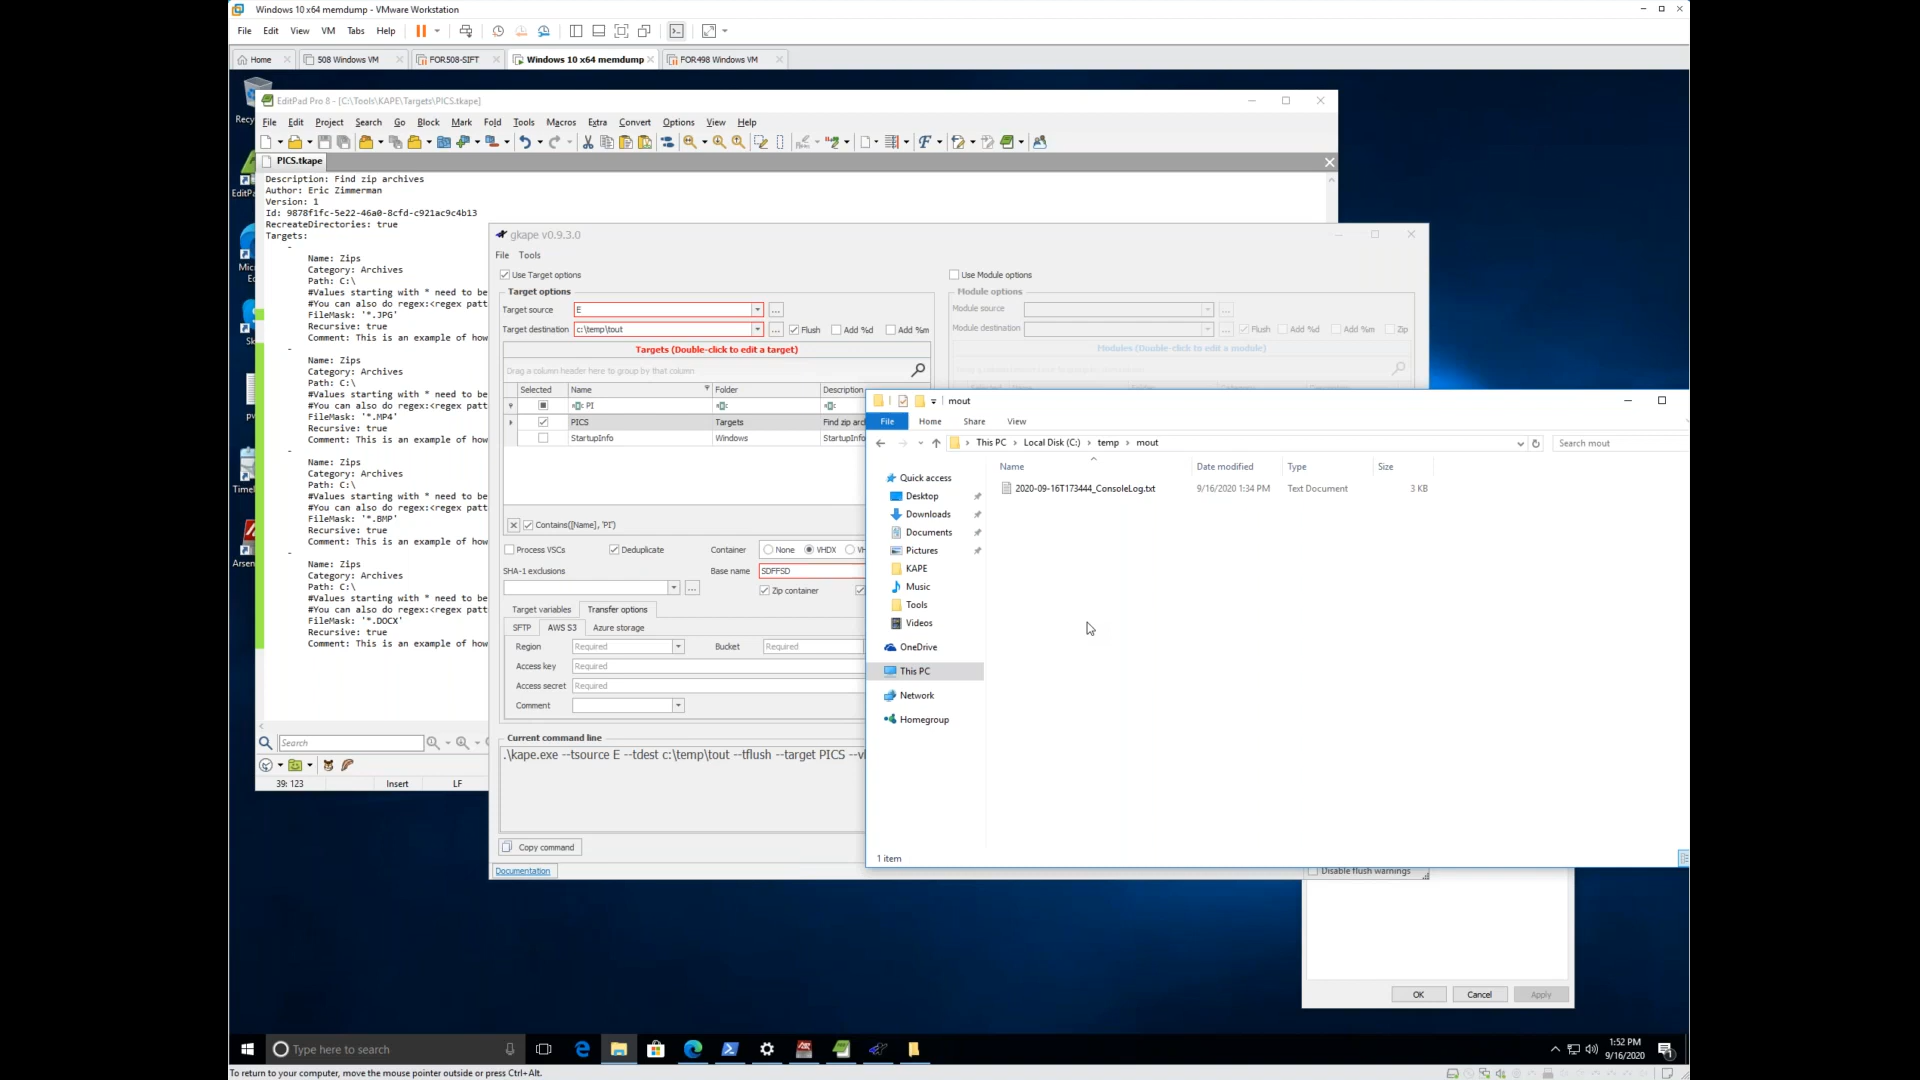 Windows 10 x64 memdump - VMware Workstation
File Edit View VM Tabs Help
Home
508 Windows VM
FOR508-SIFT
Windows 10 x64 memdump
FOR498 Windows VM
EditPad Pro 8 - [C:\Tools\KAPE\Targets\PICS.tkape]
File Edit Project Search Go Block Mark Fold Tools Macros Extra Convert Options View Help
PICS.tkape
Description: Find zip archives
Author: Eric Zimmerman
Version: 1
Id: 9878f1fc-5e22-46a0-8cfd-c921ac9c4b13
RecreateDirectories: true
Targets:
-
Name: Zips
Category: Archives
Path: C:\
#Values starting with * need to be
#You can also do regex:<regex patt
FileMask: '*.JPG'
Recursive: true
Comment: This is an example of how
-
Name: Zips
Category: Archives
Path: C:\
#Values starting with * need to be
#You can also do regex:<regex patt
FileMask: '*.MP4'
Recursive: true
Comment: This is an example of how
-
Name: Zips
Category: Archives
Path: C:\
#Values starting with * need to be
#You can also do regex:<regex patt
FileMask: '*.BMP'
Recursive: true
Comment: This is an example of how
-
Name: Zips
Category: Archives
Path: C:\
#Values starting with * need to be
#You can also do regex:<regex patt
FileMask: '*.DOCX'
Recursive: true
Comment: This is an example of how
Search
39: 123 Insert LF
gkape v0.9.3.0
File Tools
Use Target options
Target options
Target source E
Target destination c:\temp\tout Flush Add %d Add %m
Targets (Double-click to edit a target)
Drag a column header here to group by that column
Selected Name Folder Description
PI
PICS Targets Find zip arc
StartupInfo Windows StartupInfo
Contains([Name], 'PI')
Process VSCs Deduplicate Container None VHDX VH
SHA-1 exclusions Base name SDFFSD
Zip container
Target variables Transfer options
SFTP AWS S3 Azure storage
Region Required Bucket Required
Access key Required
Access secret Required
Comment
Current command line
.\kape.exe --tsource E --tdest c:\temp\tout --tflush --target PICS --v
Copy command
Documentation
Use Module options
Module options
Module source
Module destination Flush Add %d Add %m Zip
Modules (Double-click to edit a module)
Disable flush warnings
mout
File Home Share View
This PC Local Disk (C:) temp mout
Search mout
Name Date modified Type Size
2020-09-16T173444_ConsoleLog.txt 9/16/2020 1:34 PM Text Document 3 KB
Quick access
Desktop
Downloads
Documents
Pictures
KAPE
Music
Tools
Videos
OneDrive
This PC
Network
Homegroup
1 item
OK Cancel Apply
Recy
EditPa
Mic
E
Sk
Timel
Arsen
Type here to search
1:52 PM
9/16/2020
To return to your computer, move the mouse pointer outside or press Ctrl+Alt.